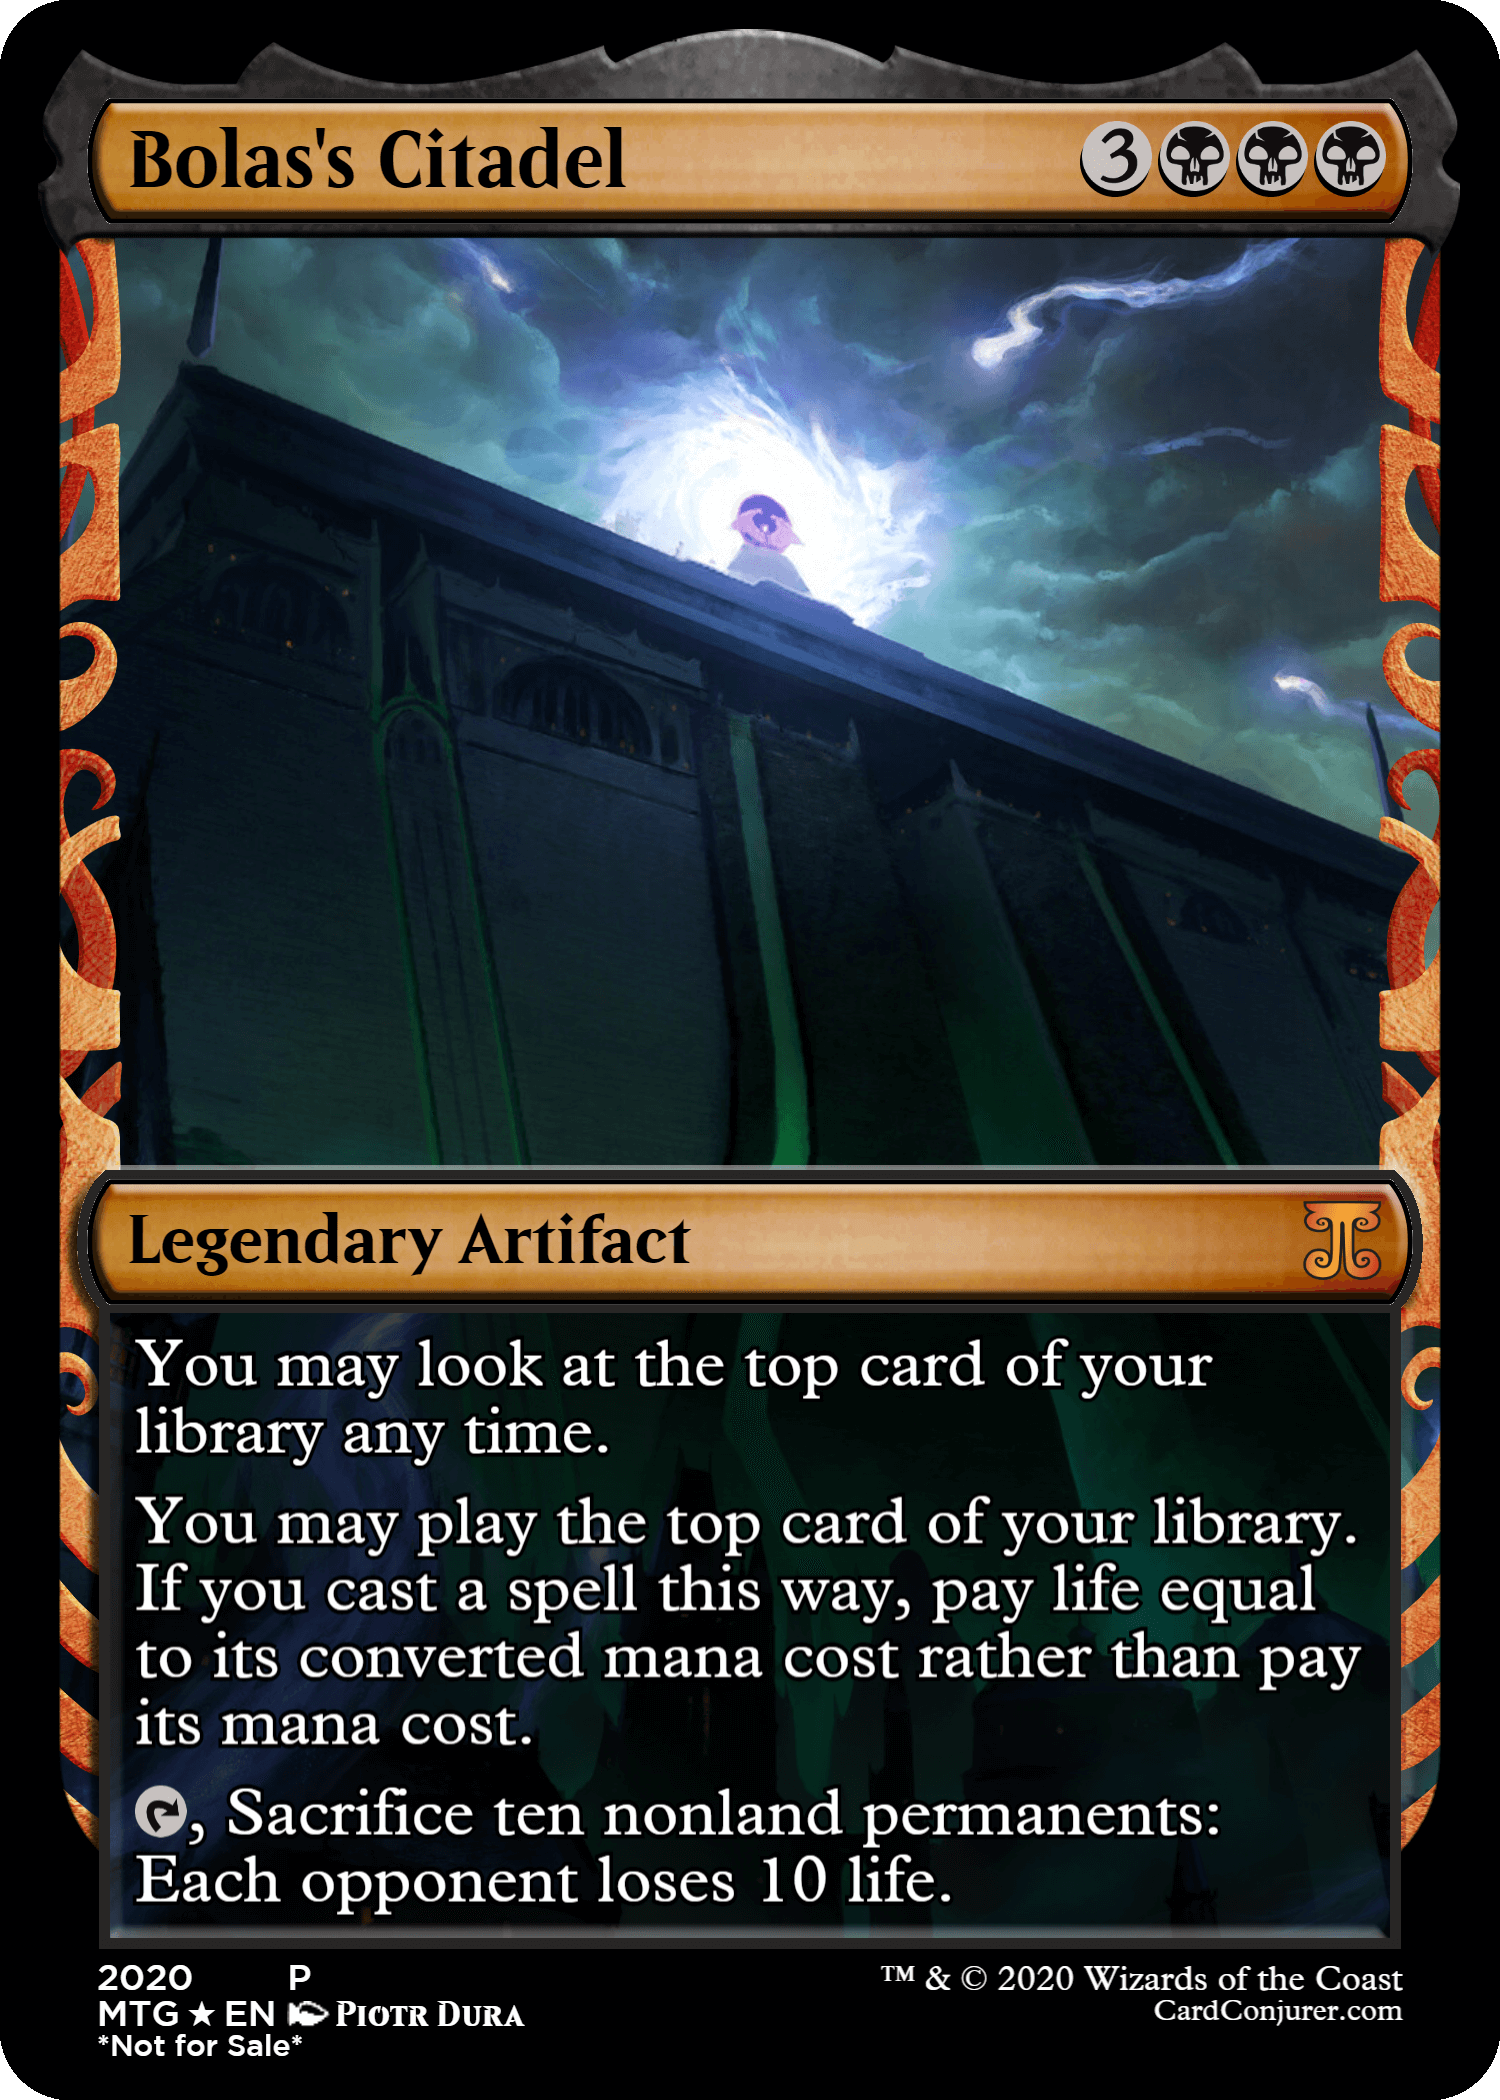 Bolas's Citadel 3
Legendary Artifact
You may look at the top card of your
library any time.
You may play the top card of your library.
If you cast a spell this way, pay life equal
to its converted mana cost rather than pay
its mana cost.
, Sacrifice ten nonland permanents:
Each opponent loses 10 life.
2020 P
MTG ★ EN PIOTR DURA
*Not for Sale*
™ & © 2020 Wizards of the Coast
CardConjurer.com